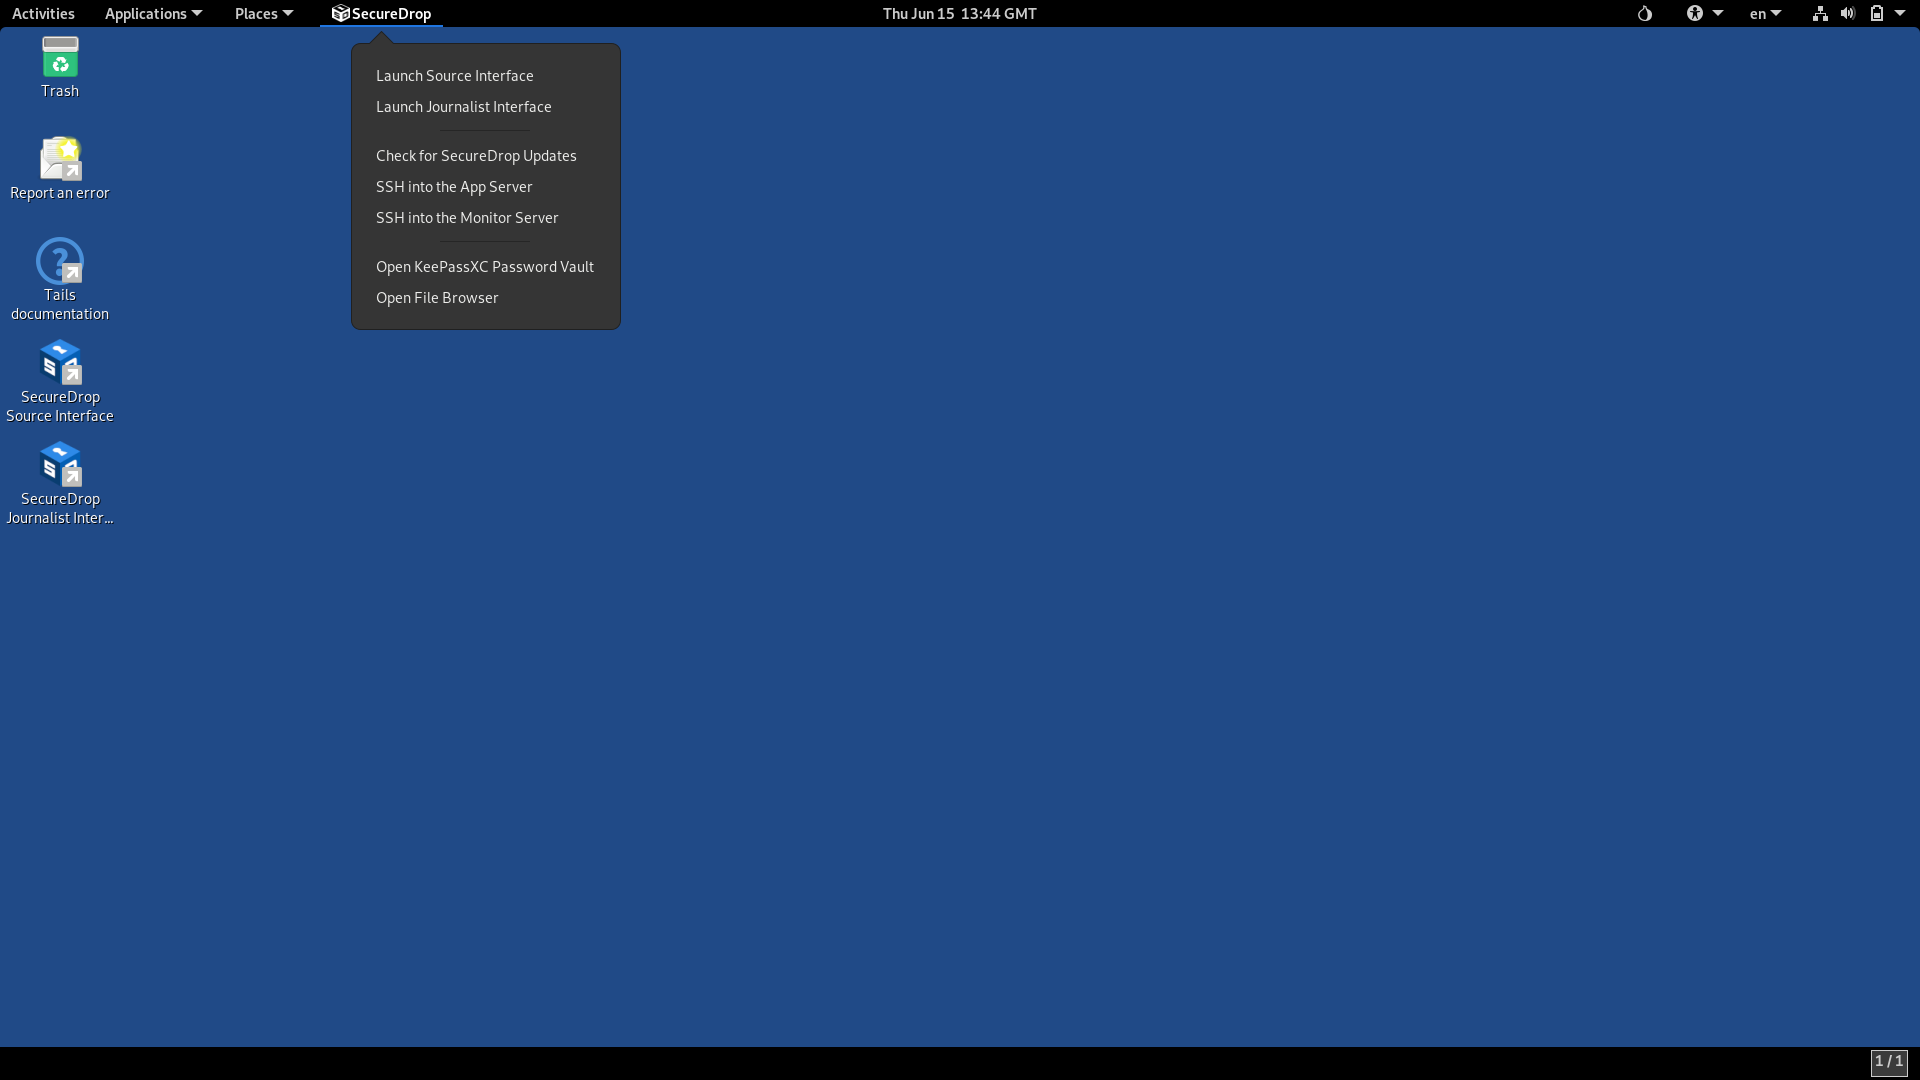 Activities Applications Places SecureDrop Thu Jun 15 13:44 GMT en
Launch Source Interface
Launch Journalist Interface
Check for SecureDrop Updates
SSH into the App Server
SSH into the Monitor Server
Open KeePassXC Password Vault
Open File Browser
Trash
Report an error
Tails
documentation
SecureDrop
Source Interface
SecureDrop
Journalist Inter...
1 / 1